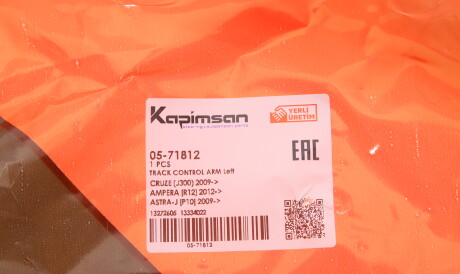 Kapimsan
steering&suspension parts
YERLİ
ÜRETİM
05-71812
1 PCS
TRACK CONTROL ARM Left
CRUZE (J300) 2009->
AMPERA (R12) 2012->
ASTRA-J (P10) 2009->
13272605 13334022
EAC
05-71812